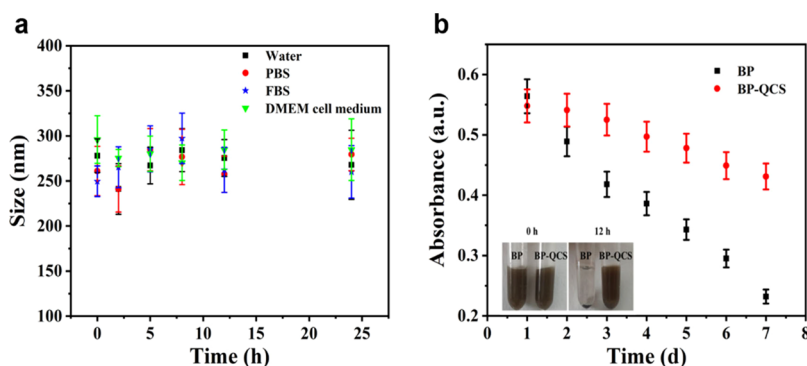 a
400
350
300
250
200
150
100
Size (nm)
0
5
10
15
20
25
Time (h)
Water
PBS
FBS
DMEM cell medium
b
0.6
0.5
0.4
0.3
0.2
Absorbance (a.u.)
0
1
2
3
4
5
6
7
8
Time (d)
BP
BP-QCS
0 h
12 h
BP
BP-QCS
BP
BP-QCS